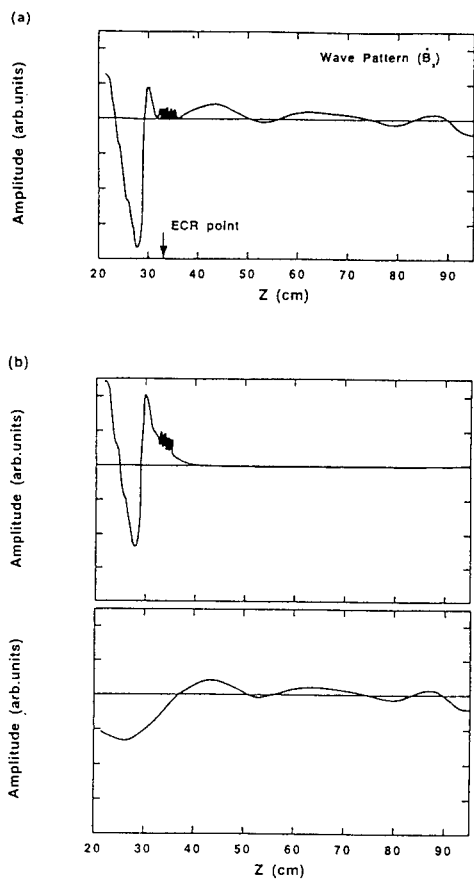 (a)
Wave Pattern (Ḃ
Amplitude (arb.units)
ECR point
20 30 40 50 60 70 80 90
Z (cm)
(b)
Amplitude (arb.units)
Amplitude (arb.units)
20 30 40 50 60 70 80 90
Z (cm)